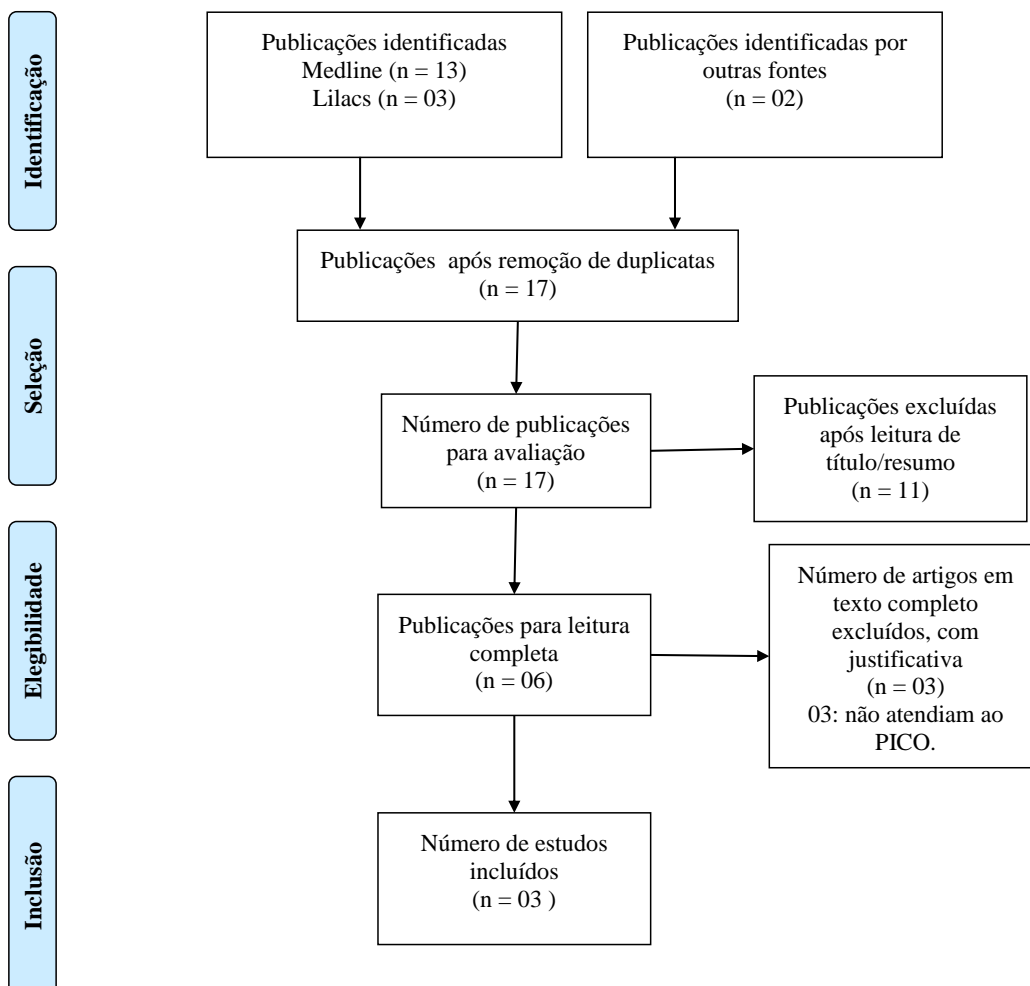 Identificação
Publicações identificadas
Medline (n = 13)
Lilacs (n = 03)
Publicações identificadas por
outras fontes
(n = 02)
Publicações após remoção de duplicatas
(n = 17)
Seleção
Número de publicações
para avaliação
(n = 17)
Publicações excluídas
após leitura de
título/resumo
(n = 11)
Elegibilidade
Publicações para leitura
completa
(n = 06)
Número de artigos em
texto completo
excluídos, com
justificativa
(n = 03)
03: não atendiam ao
PICO.
Inclusão
Número de estudos
incluídos
(n = 03 )